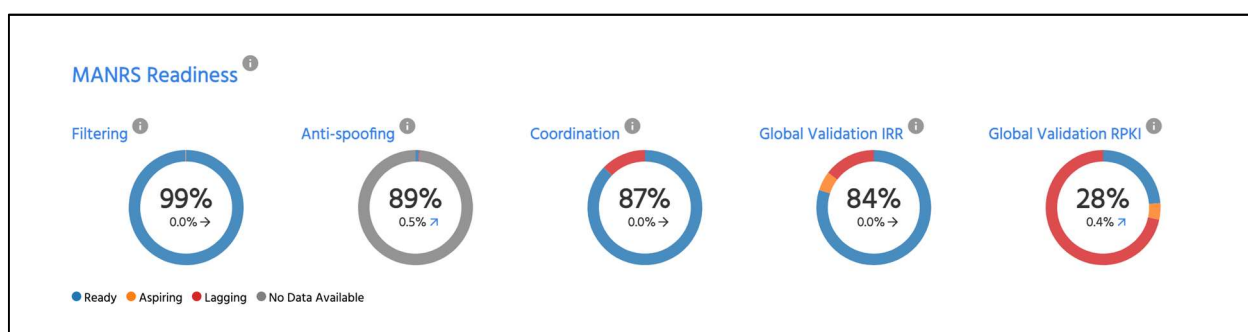 MANRS Readiness
Filtering
Anti-spoofing
Coordination
Global Validation IRR
Global Validation RPKI
99%
0.0% →
89%
0.5% ↗
87%
0.0% →
84%
0.0% →
28%
0.4% ↗
Ready Aspiring Lagging No Data Available